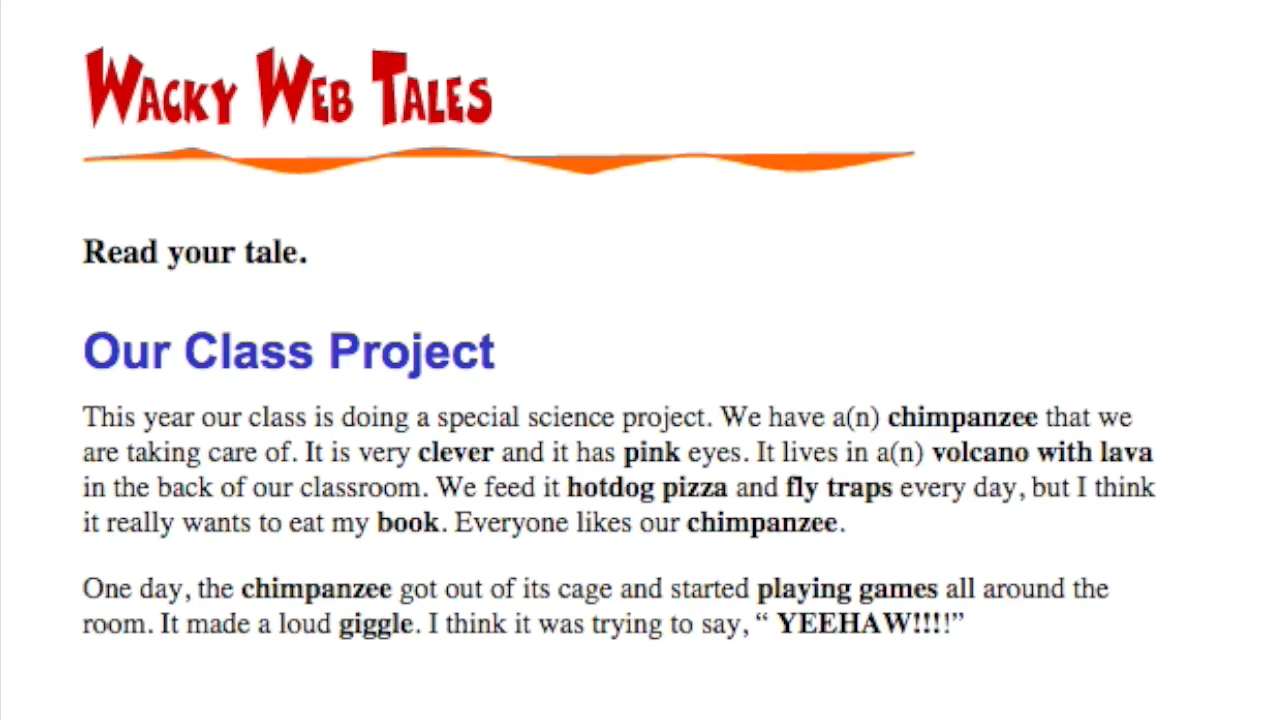 WACKY WEB TALES
Read your tale.
Our Class Project
This year our class is doing a special science project. We have a(n) chimpanzee that we
are taking care of. It is very clever and it has pink eyes. It lives in a(n) volcano with lava
in the back of our classroom. We feed it hotdog pizza and fly traps every day, but I think
it really wants to eat my book. Everyone likes our chimpanzee.
One day, the chimpanzee got out of its cage and started playing games all around the
room. It made a loud giggle. I think it was trying to say, “ YEEHAW!!!!”